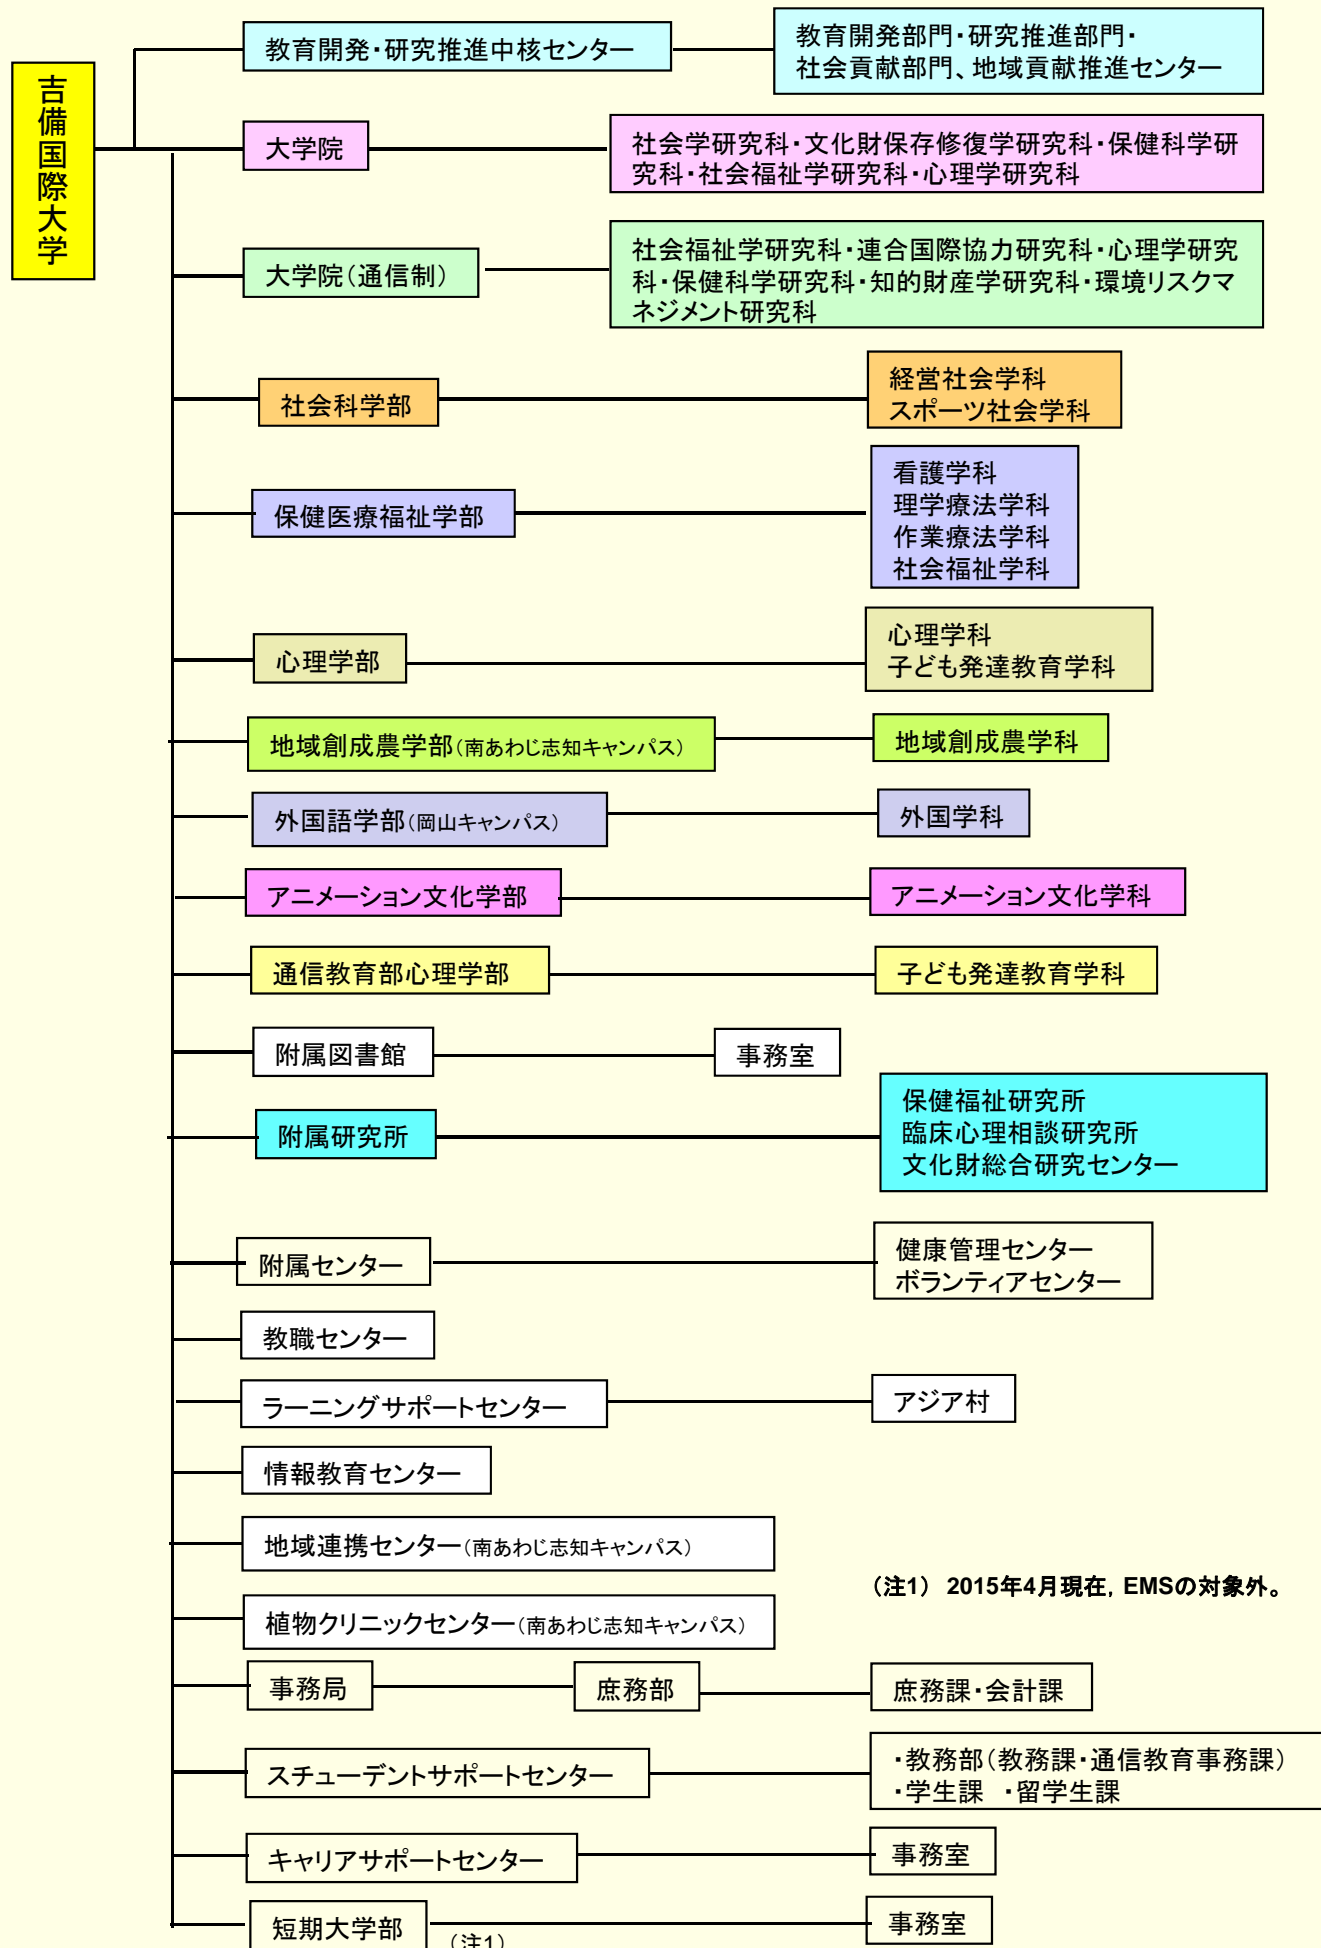 吉備国際大学
教育開発・研究推進中核センター
教育開発部門・研究推進部門・
社会貢献部門、地域貢献推進センター
大学院
社会学研究科・文化財保存修復学研究科・保健科学研
究科・社会福祉学研究科・心理学研究科
大学院（通信制）
社会福祉学研究科・連合国際協力研究科・心理学研究
科・保健科学研究科・知的財産学研究科・環境リスクマ
ネジメント研究科
社会科学部
経営社会学科
スポーツ社会学科
保健医療福祉学部
看護学科
理学療法学科
作業療法学科
社会福祉学科
心理学部
心理学科
子ども発達教育学科
地域創成農学部（南あわじ志知キャンパス）
地域創成農学科
外国語学部（岡山キャンパス）
外国学科
アニメーション文化学部
アニメーション文化学科
通信教育部心理学部
子ども発達教育学科
附属図書館
事務室
附属研究所
保健福祉研究所
臨床心理相談研究所
文化財総合研究センター
附属センター
健康管理センター
ボランティアセンター
教職センター
ラーニングサポートセンター
アジア村
情報教育センター
地域連携センター（南あわじ志知キャンパス）
（注1） 2015年4月現在, EMSの対象外。
植物クリニックセンター（南あわじ志知キャンパス）
事務局
庶務部
庶務課・会計課
スチューデントサポートセンター
・教務部（教務課・通信教育事務課）
・学生課 ・留学生課
キャリアサポートセンター
事務室
短期大学部
（注1）
事務室